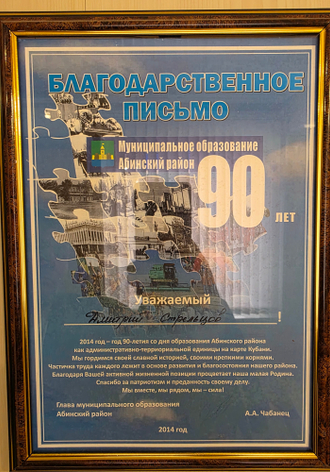 БЛАГОДАРСТВЕННОЕ
ПИСЬМО
Муниципальное образование
Абинский район
90 ЛЕТ
Уважаемый
Дмитрий Стрельцов!
2014 год – год 90-летия со дня образования Абинского района
как административно-территориальной единицы на карте Кубани.
Мы гордимся своей славной историей, своими крепкими корнями.
Частичка труда каждого лежит в основе развития и благосостояния нашего района.
Благодаря Вашей активной жизненной позиции процветает наша малая Родина.
Спасибо за патриотизм и преданность своему делу.
Мы вместе, мы рядом, мы – сила!
Глава муниципального образования
Абинский район А.А. Чабанец
2014 год